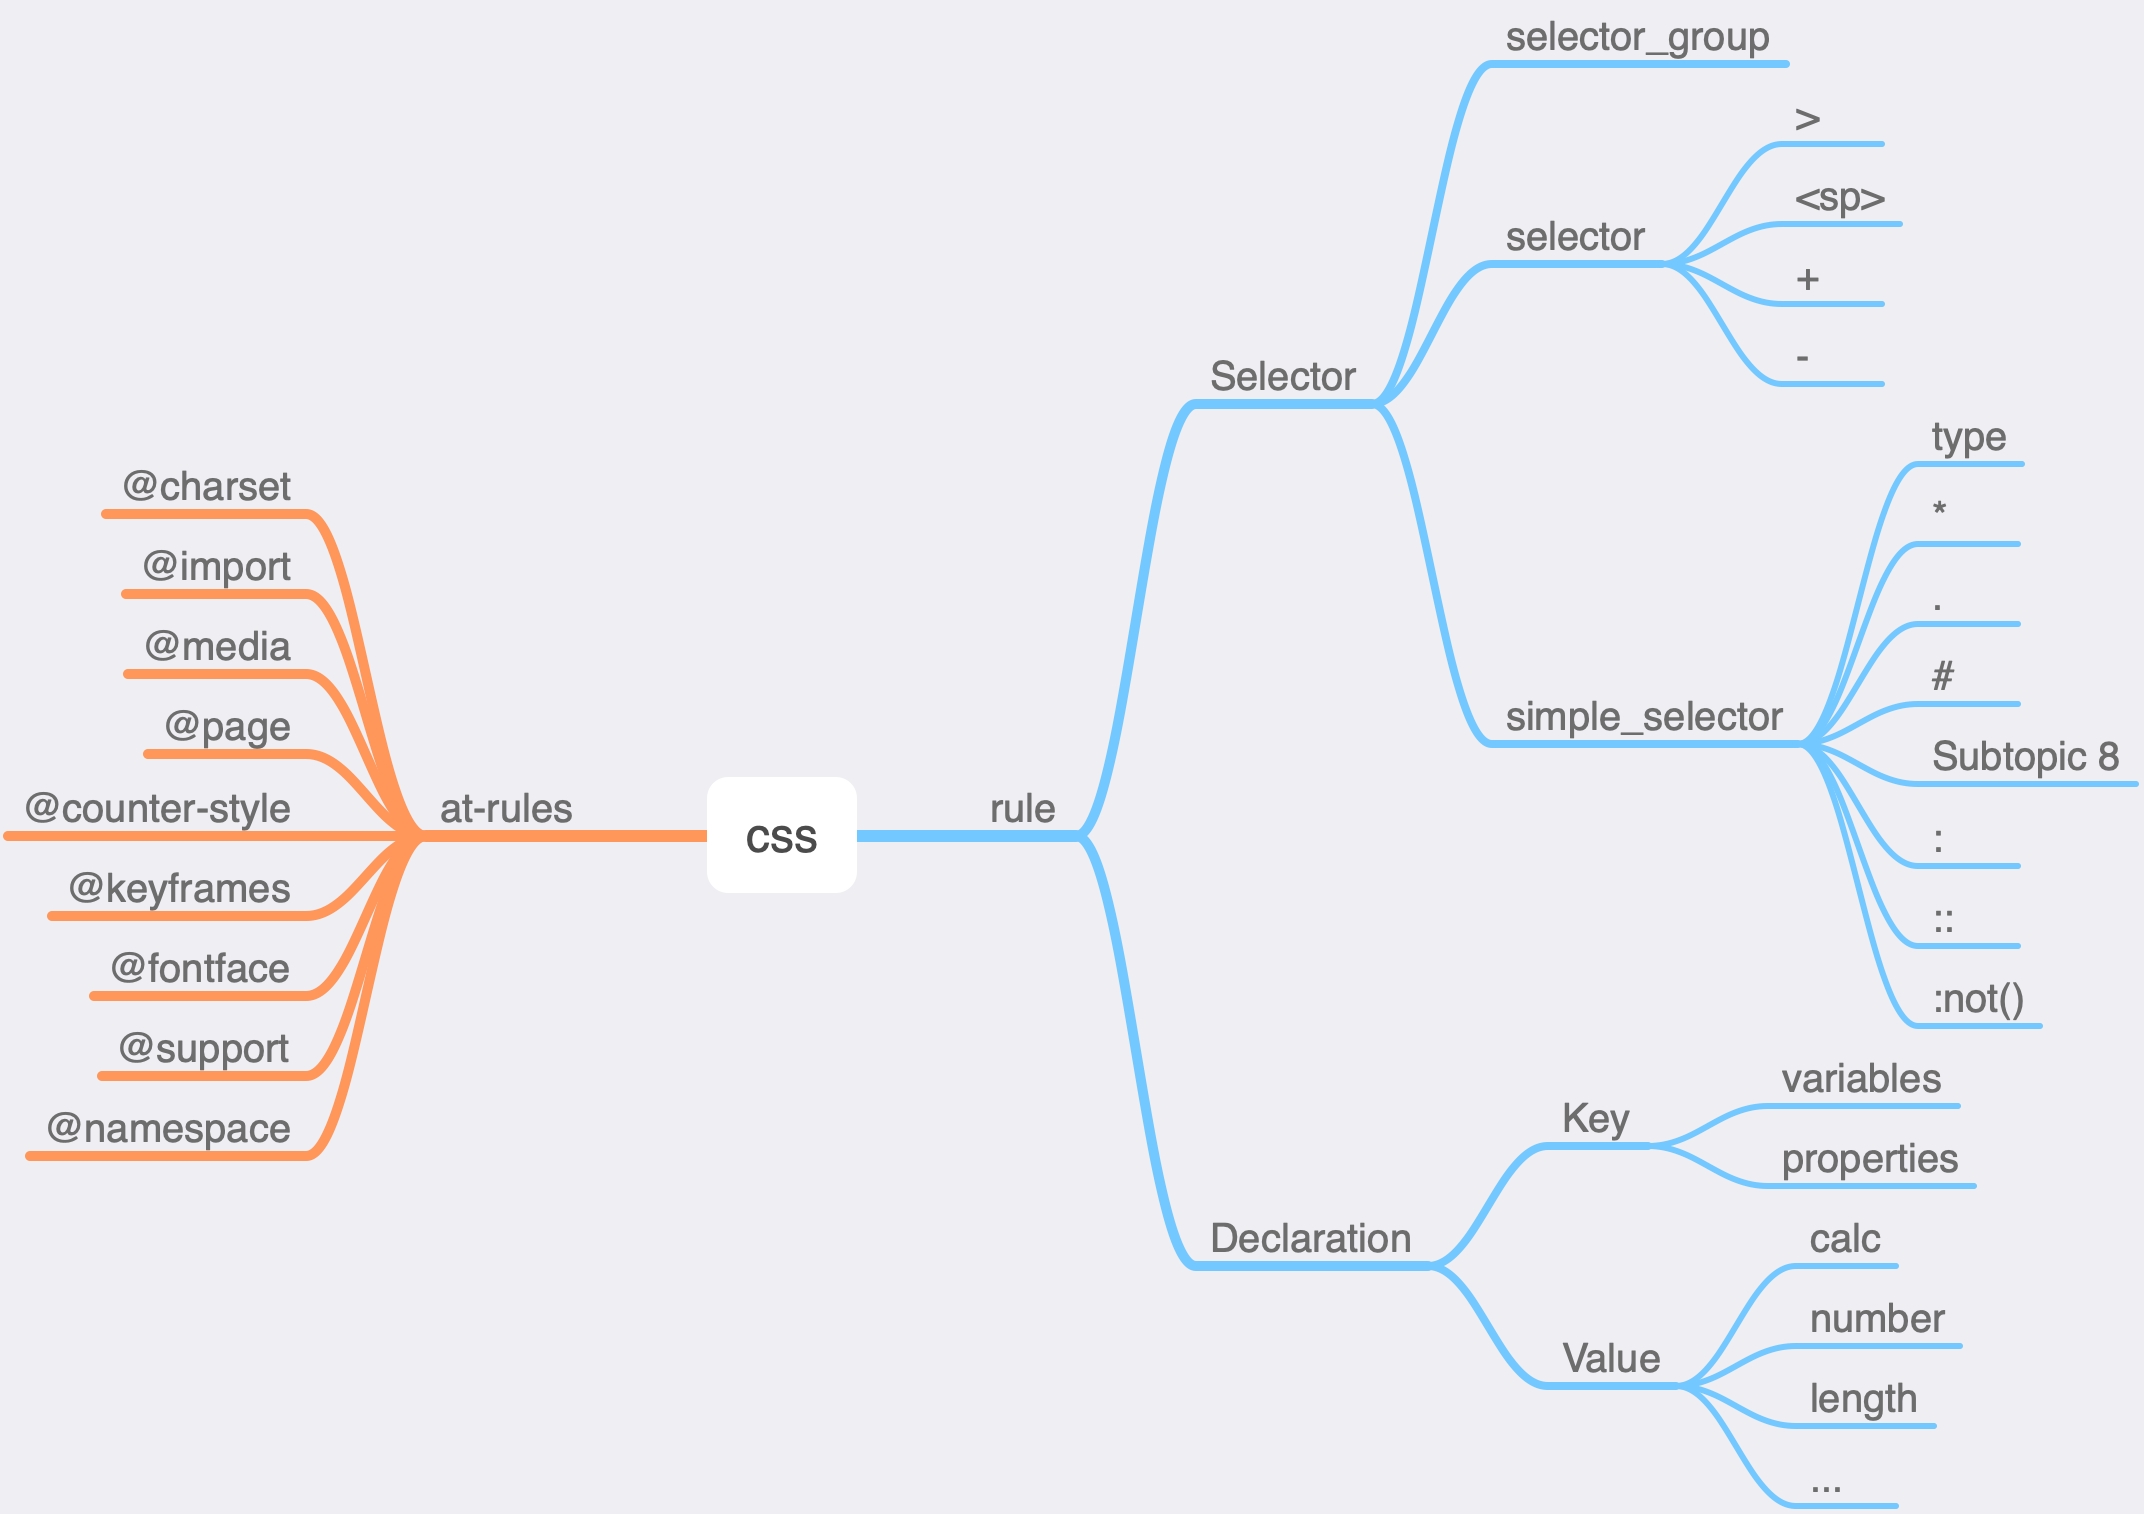 css
at-rules
@charset
@import
@media
@page
@counter-style
@keyframes
@fontface
@support
@namespace
rule
Selector
selector_group
selector
>
<sp>
+
-
simple_selector
type
*
.
#
Subtopic 8
:
::
:not()
Declaration
Key
variables
properties
Value
calc
number
length
...